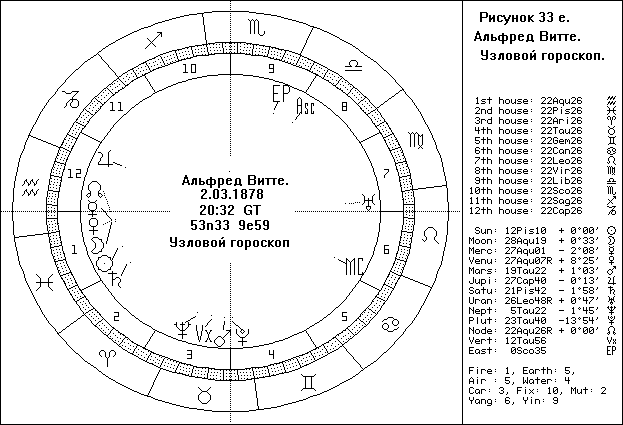 Рисунок 33 е.
Альфред Витте.
Узловой гороскоп.
10
9
11
8
12
7
1
6
2
5
3
4
EP
Asc
MC
Vx
Альфред Витте.
2.03.1878
20:32 GT
53n33 9e59
Узловой гороскоп
1st house: 22Aqu26 ♒
2nd house: 22Pis26 ♓
3rd house: 22Ari26 ♈
4th house: 22Tau26 ♉
5th house: 22Gem26 ♊
6th house: 22Can26 ♋
7th house: 22Leo26 ♌
8th house: 22Vir26 ♍
9th house: 22Lib26 ♎
10th house: 22Sco26 ♏
11th house: 22Sag26 ♐
12th house: 22Cap26 ♑
Sun: 12Pis10 + 0°00' ☉
Moon: 28Aqu19 + 0°33' ☽
Merc: 27Aqu01 - 2°08' ☿
Venu: 27Aqu07R + 8°25' ♀
Mars: 19Tau22 + 1°03' ♂
Jupi: 27Cap40 - 0°13' ♃
Satu: 21Pis42 - 1°58' ♄
Uran: 26Leo48R + 0°47' ♅
Nept: 5Tau22 - 1°45' ♆
Plut: 23Tau40 -13°54' ♇
Node: 22Aqu26R + 0°00' ☊
Vert: 12Tau56 Vx
East: 0Sco35 EP
Fire: 1, Earth: 5,
Air : 5, Water: 4
Car: 3, Fix: 10, Mut: 2
Yang: 6, Yin: 9